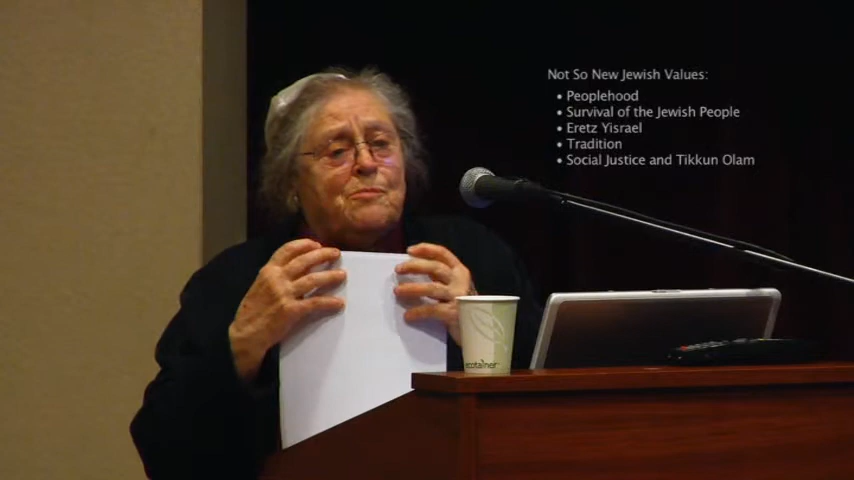 Not So New Jewish Values:
• Peoplehood
• Survival of the Jewish People
• Eretz Yisrael
• Tradition
• Social Justice and Tikkun Olam
ecotainer